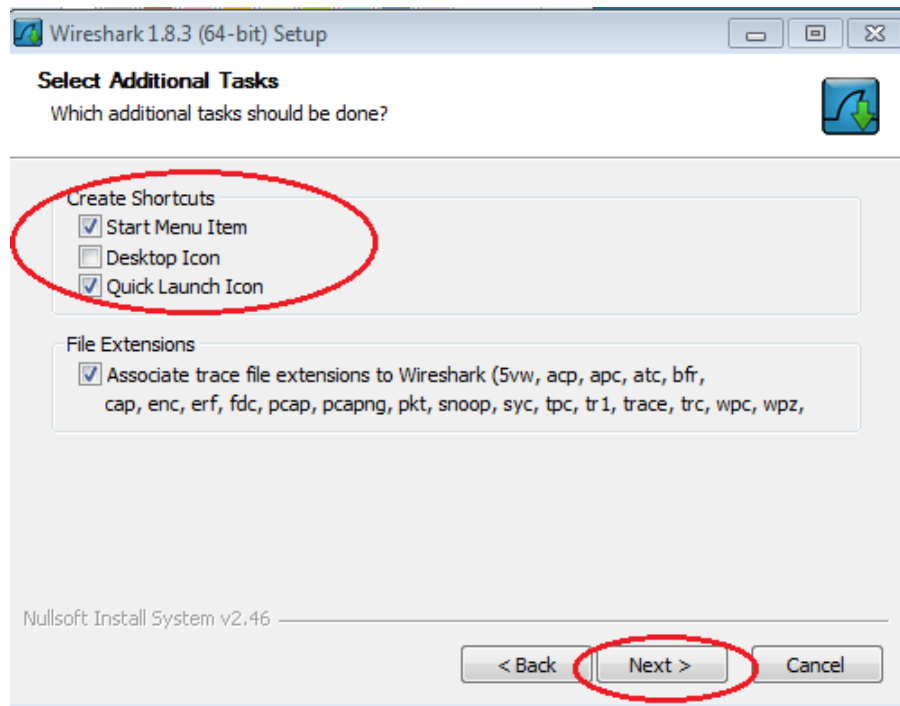 Wireshark 1.8.3 (64-bit) Setup
Select Additional Tasks
Which additional tasks should be done?
Create Shortcuts
Start Menu Item
Desktop Icon
Quick Launch Icon
File Extensions
Associate trace file extensions to Wireshark (5vw, acp, apc, atc, bfr,
cap, enc, erf, fdc, pcap, pcapng, pkt, snoop, syc, tpc, tr1, trace, trc, wpc, wpz,
Nullsoft Install System v2.46
< Back Next > Cancel